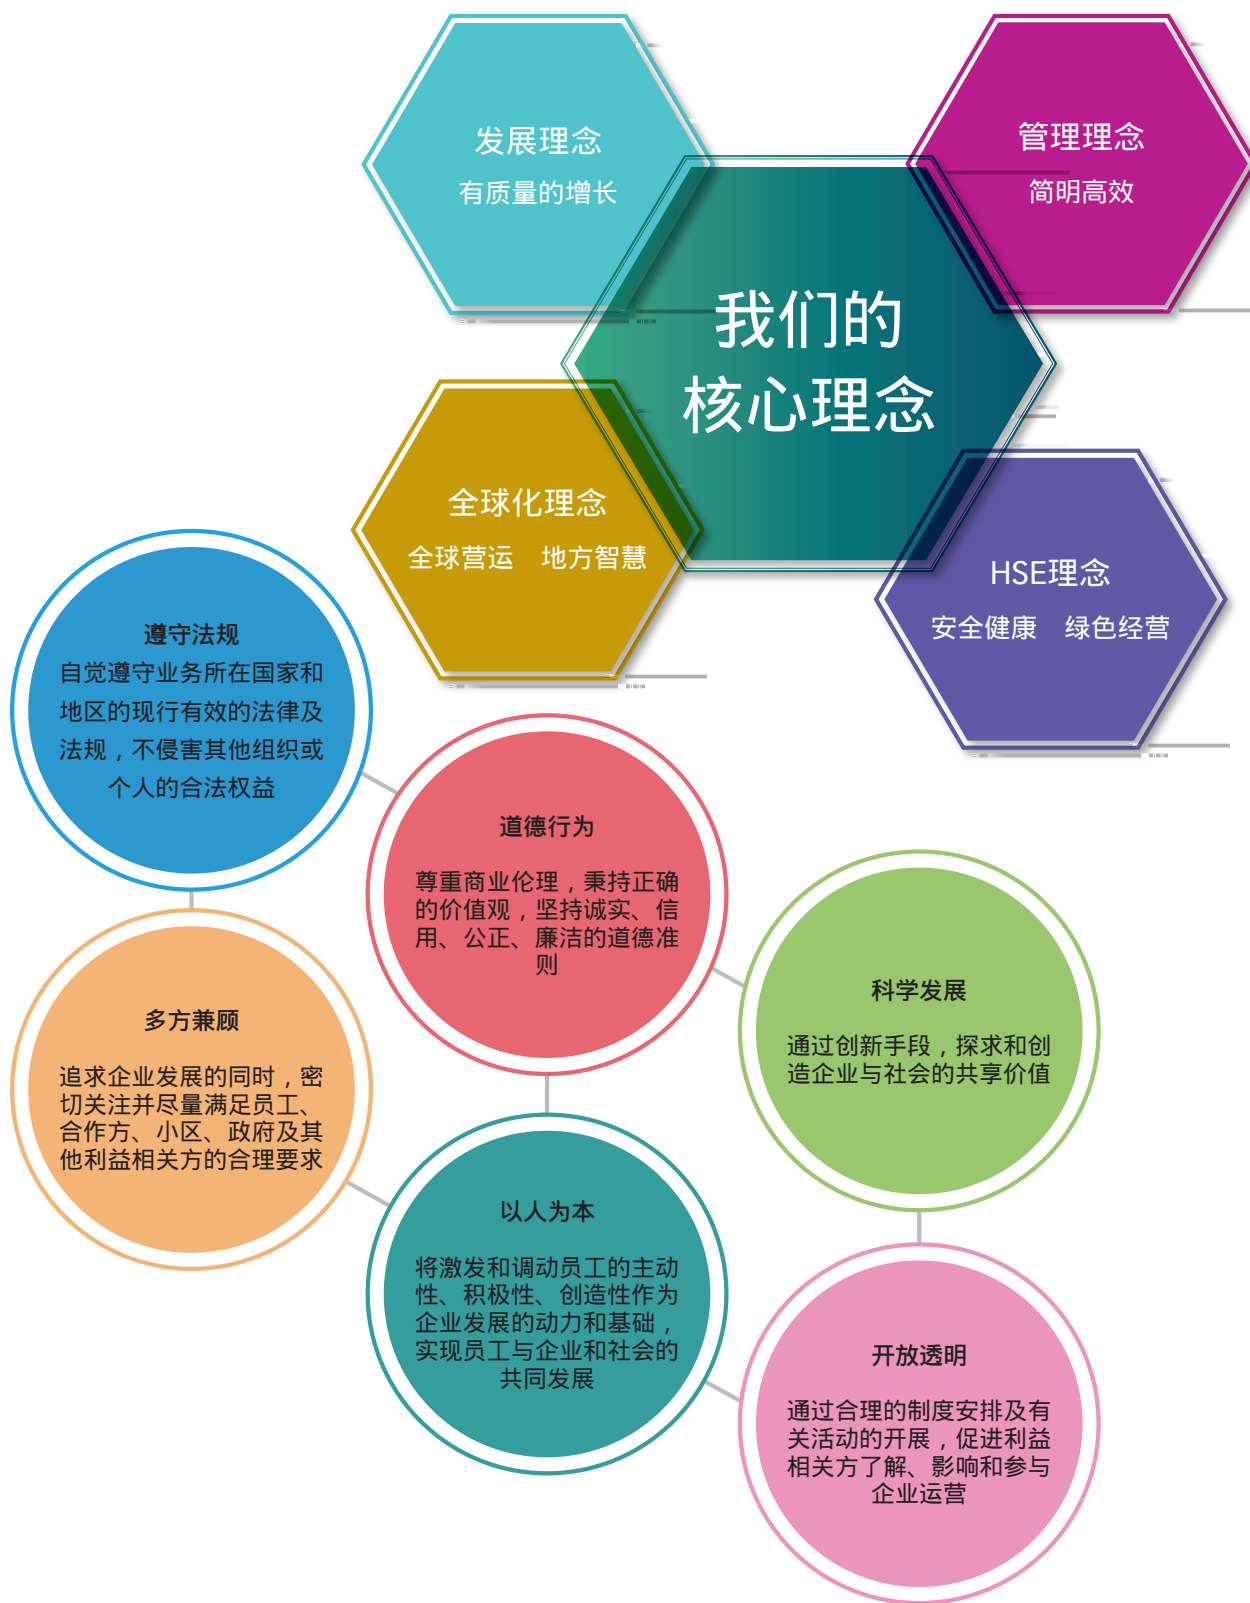 发展理念
有质量的增长
管理理念
简明高效
我们的
核心理念
全球化理念
全球营运 地方智慧
HSE理念
安全健康 绿色经营
遵守法规
自觉遵守业务所在国家和
地区的现行有效的法律及
法规，不侵害其他组织或
个人的合法权益
道德行为
尊重商业伦理，秉持正确
的价值观，坚持诚实、信
用、公正、廉洁的道德准
则
科学发展
通过创新手段，探求和创
造企业与社会的共享价值
多方兼顾
追求企业发展的同时，密
切关注并尽量满足员工、
合作方、小区、政府及其
他利益相关方的合理要求
以人为本
将激发和调动员工的主动
性、积极性、创造性作为
企业发展的动力和基础，
实现员工与企业和社会的
共同发展
开放透明
通过合理的制度安排及有
关活动的开展，促进利益
相关方了解、影响和参与
企业运营